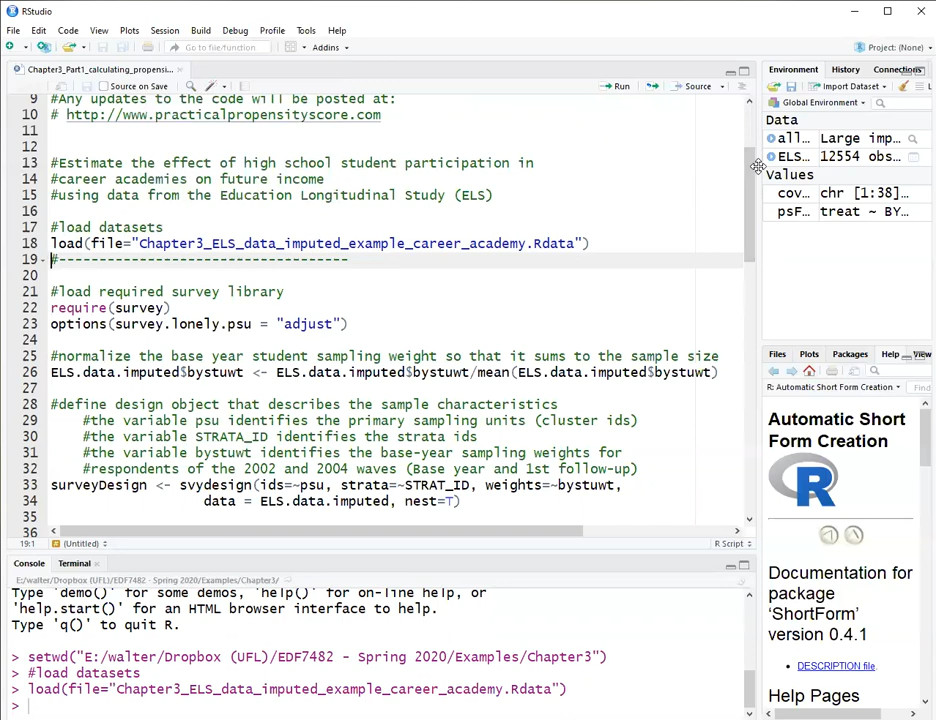 RStudio
File Edit Code View Plots Session Build Debug Profile Tools Help
Go to file/function Addins Project: (None)
Chapter3_Part1_calculating_propensi...
Source on Save Run Source
9 #Any updates to the code will be posted at:
10 # http://www.practicalpropensityscore.com
11
12
13 #Estimate the effect of high school student participation in
14 #career academies on future income
15 #using data from the Education Longitudinal Study (ELS)
16
17 #load datasets
18 load(file="Chapter3_ELS_data_imputed_example_career_academy.Rdata")
19 #------------------------------------
20
21 #load required survey library
22 require(survey)
23 options(survey.lonely.psu = "adjust")
24
25 #normalize the base year student sampling weight so that it sums to the sample size
26 ELS.data.imputed$bystuwt <- ELS.data.imputed$bystuwt/mean(ELS.data.imputed$bystuwt)
27
28 #define design object that describes the sample characteristics
29 #the variable psu identifies the primary sampling units (cluster ids)
30 #the variable STRATA_ID identifies the strata ids
31 #the variable bystuwt identifies the base-year sampling weights for
32 #respondents of the 2002 and 2004 waves (Base year and 1st follow-up)
33 surveyDesign <- svydesign(ids=~psu, strata=~STRAT_ID, weights=~bystuwt,
34 data = ELS.data.imputed, nest=T)
35
36
19:1 (Untitled) R Script
Console Terminal
E:/walter/Dropbox (UFL)/EDF7482 - Spring 2020/Examples/Chapter3/
Type 'demo()' for some demos, 'help()' for on-line help, or
'help.start()' for an HTML browser interface to help.
Type 'q()' to quit R.
> setwd("E:/walter/Dropbox (UFL)/EDF7482 - Spring 2020/Examples/Chapter3")
> #load datasets
> load(file="Chapter3_ELS_data_imputed_example_career_academy.Rdata")
>
Environment History Connections
Import Dataset
Global Environment
Data
all... Large imp...
ELS... 12554 obs...
Values
cov... chr [1:38]...
psF... treat ~ BY...
Files Plots Packages Help View
R: Automatic Short Form Creation Find
Automatic Short
Form Creation
R
Documentation for
package
'ShortForm'
version 0.4.1
• DESCRIPTION file.
Help Pages